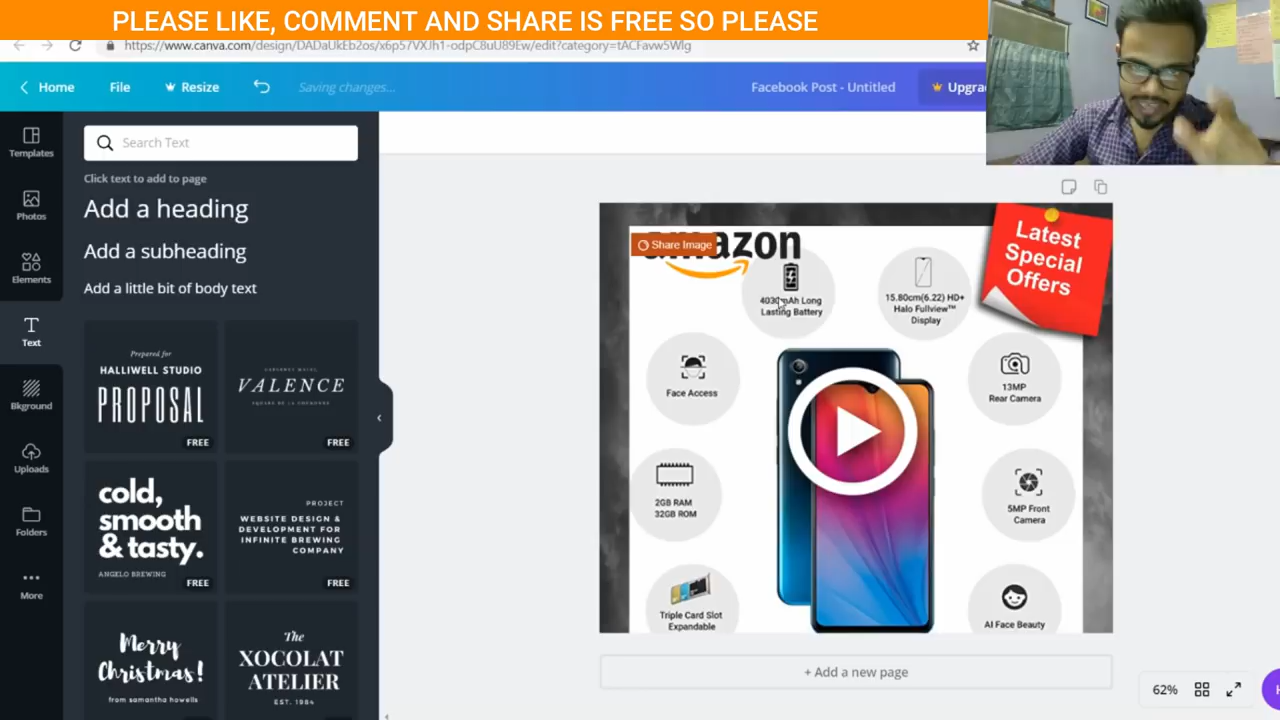 PLEASE LIKE, COMMENT AND SHARE IS FREE SO PLEASE
https://www.canva.com/design/DADaUkEb2os/x6p57VXJh1-odpC8uU89Ew/edit?category=tACFavw5Wlg
Home
File
Resize
Saving changes...
Facebook Post - Untitled
Upgra
Templates
Photos
Elements
Text
Bkground
Uploads
Folders
More
Search Text
Click text to add to page
Add a heading
Add a subheading
Add a little bit of body text
Prepared for
HALLIWELL STUDIO
PROPOSAL
FREE
VALENCE
FREE
cold,
smooth
& tasty.
ANGELO BREWING
FREE
PROJECT
WEBSITE DESIGN &
DEVELOPMENT FOR
INFINITE BREWING
COMPANY
FREE
Merry
Christmas!
from samantha howells
The
XOCOLAT
ATELIER
EST. 1984
amazon
Share Image
Latest
Special
Offers
4030mAh Long
Lasting Battery
15.80cm(6.22) HD+
Halo Fullview™
Display
Face Access
13MP
Rear Camera
2GB RAM
32GB ROM
5MP Front
Camera
Triple Card Slot
Expandable
AI Face Beauty
+ Add a new page
62%